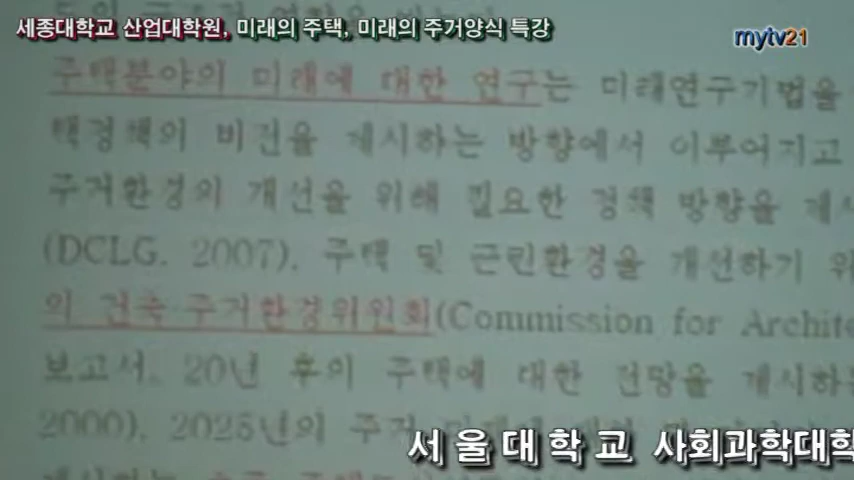 세종대학교 산업대학원, 미래의 주택, 미래의 주거양식 특강
mytv21
주택분야의 미래에 대한 연구는 미래연구기법을
택정책의 비전을 제시하는 방향에서 이루어지고
주거환경의 개선을 위해 필요한 정책 방향을 제시
(DCLG, 2007), 주택 및 근린환경을 개선하기 위
의 건축·주거환경위원회(Commission for Archite
보고서, 20년 후의 주택에 대한 전망을 제시하는
2000), 2025년의 주거
서울대학교 사회과학대학